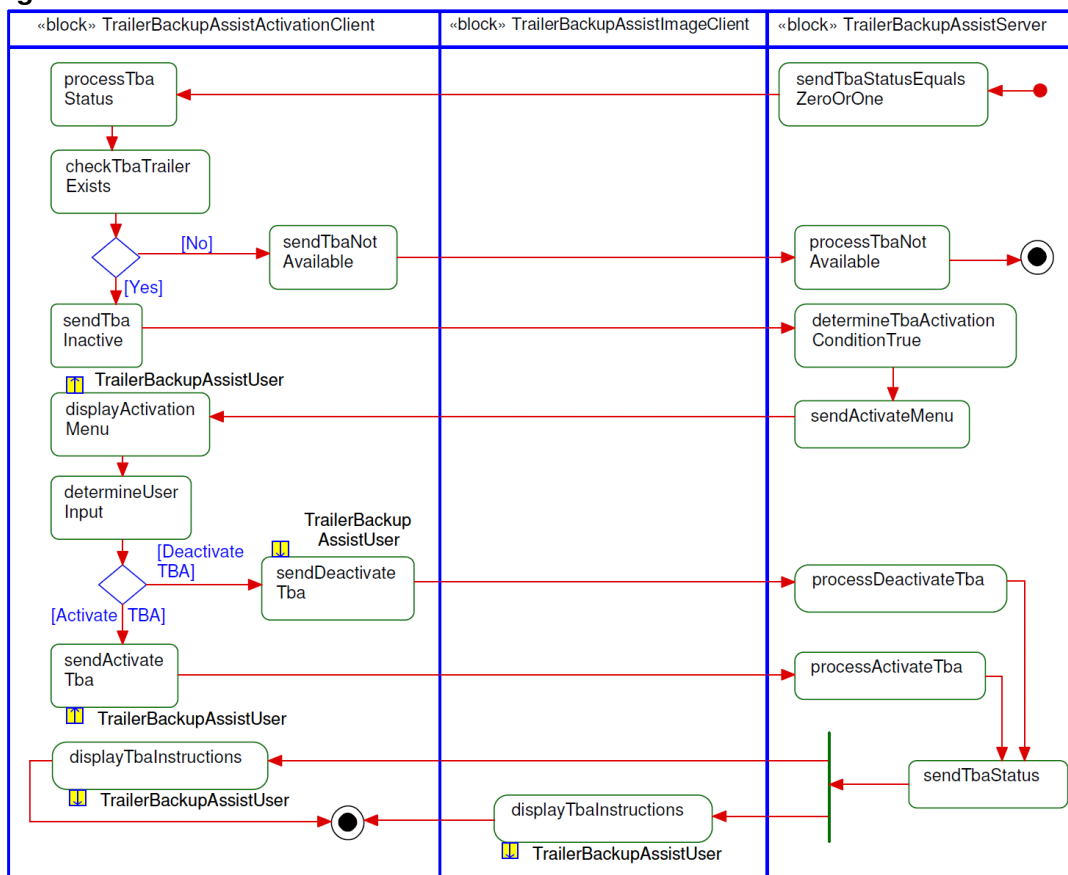 «block» TrailerBackupAssistActivationClient
«block» TrailerBackupAssistImageClient
«block» TrailerBackupAssistServer
processTba
Status
sendTbaStatusEquals
ZeroOrOne
checkTbaTrailer
Exists
[No]
sendTbaNot
Available
processTbaNot
Available
[Yes]
sendTba
Inactive
determineTbaActivation
ConditionTrue
TrailerBackupAssistUser
displayActivation
Menu
sendActivateMenu
determineUser
Input
TrailerBackup
AssistUser
[Deactivate
TBA]
sendDeactivate
Tba
processDeactivateTba
[Activate TBA]
sendActivate
Tba
processActivateTba
TrailerBackupAssistUser
displayTbaInstructions
sendTbaStatus
TrailerBackupAssistUser
displayTbaInstructions
TrailerBackupAssistUser